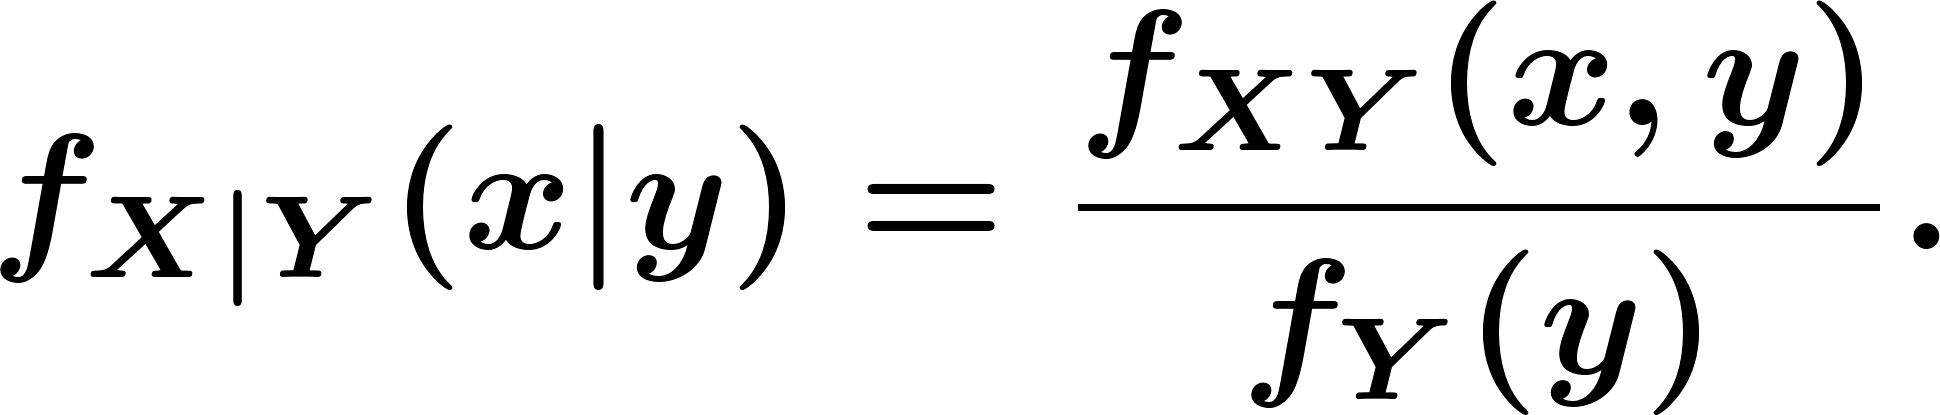 f_{X|Y}(x|y) = \frac{f_{XY}(x, y)}{f_Y(y)}.